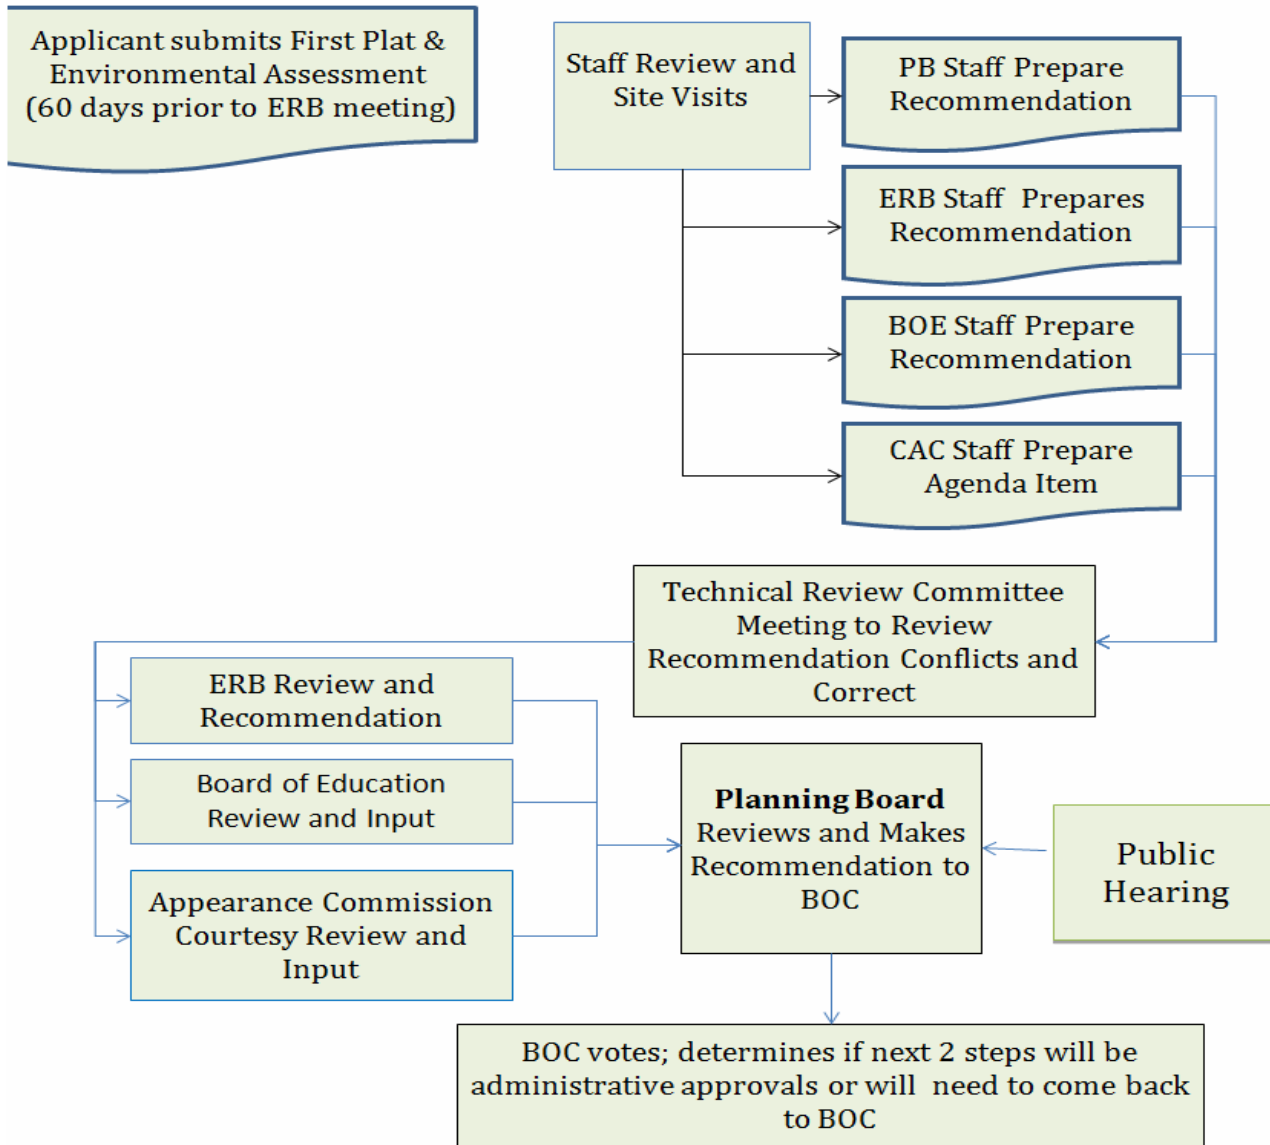 Applicant submits First Plat &
Environmental Assessment
(60 days prior to ERB meeting)
Staff Review and
Site Visits
PB Staff Prepare
Recommendation
ERB Staff Prepares
Recommendation
BOE Staff Prepare
Recommendation
CAC Staff Prepare
Agenda Item
Technical Review Committee
Meeting to Review
Recommendation Conflicts and
Correct
ERB Review and
Recommendation
Board of Education
Review and Input
Appearance Commission
Courtesy Review and
Input
Planning Board
Reviews and Makes
Recommendation to
BOC
Public
Hearing
BOC votes; determines if next 2 steps will be
administrative approvals or will need to come back
to BOC